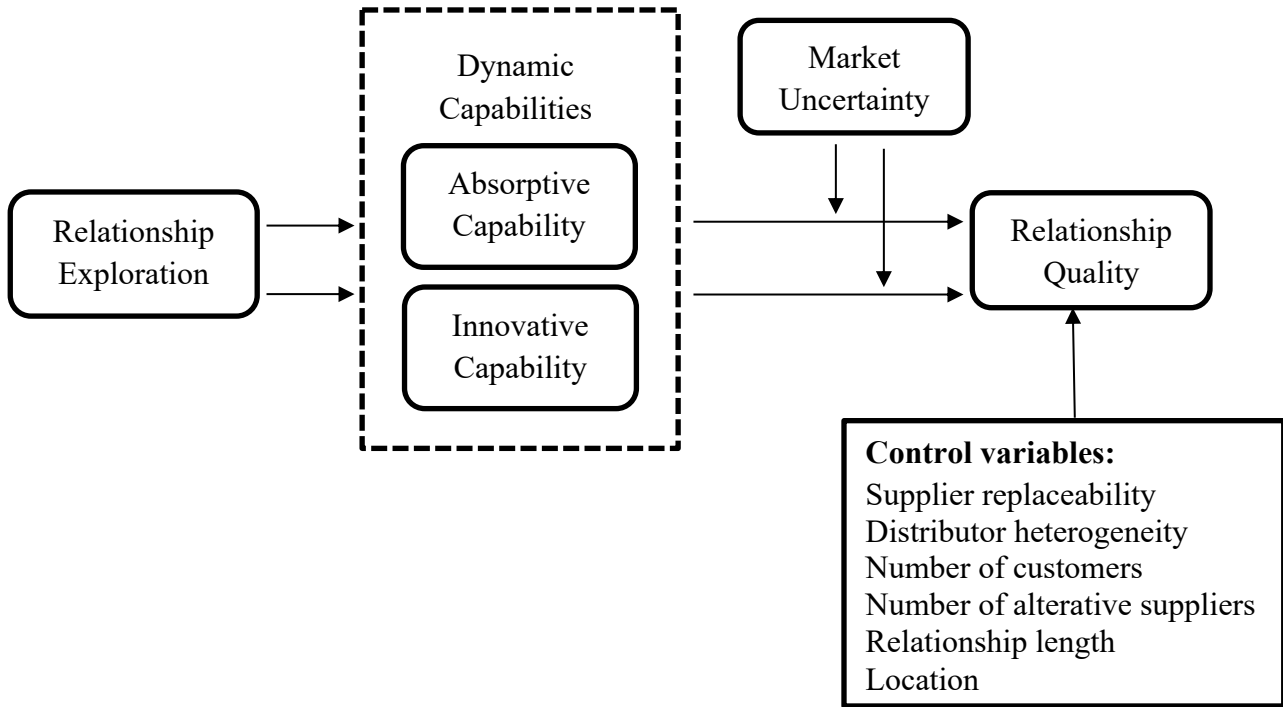 Relationship
Exploration
Dynamic
Capabilities
Absorptive
Capability
Innovative
Capability
Market
Uncertainty
Relationship
Quality
Control variables:
Supplier replaceability
Distributor heterogeneity
Number of customers
Number of alterative suppliers
Relationship length
Location